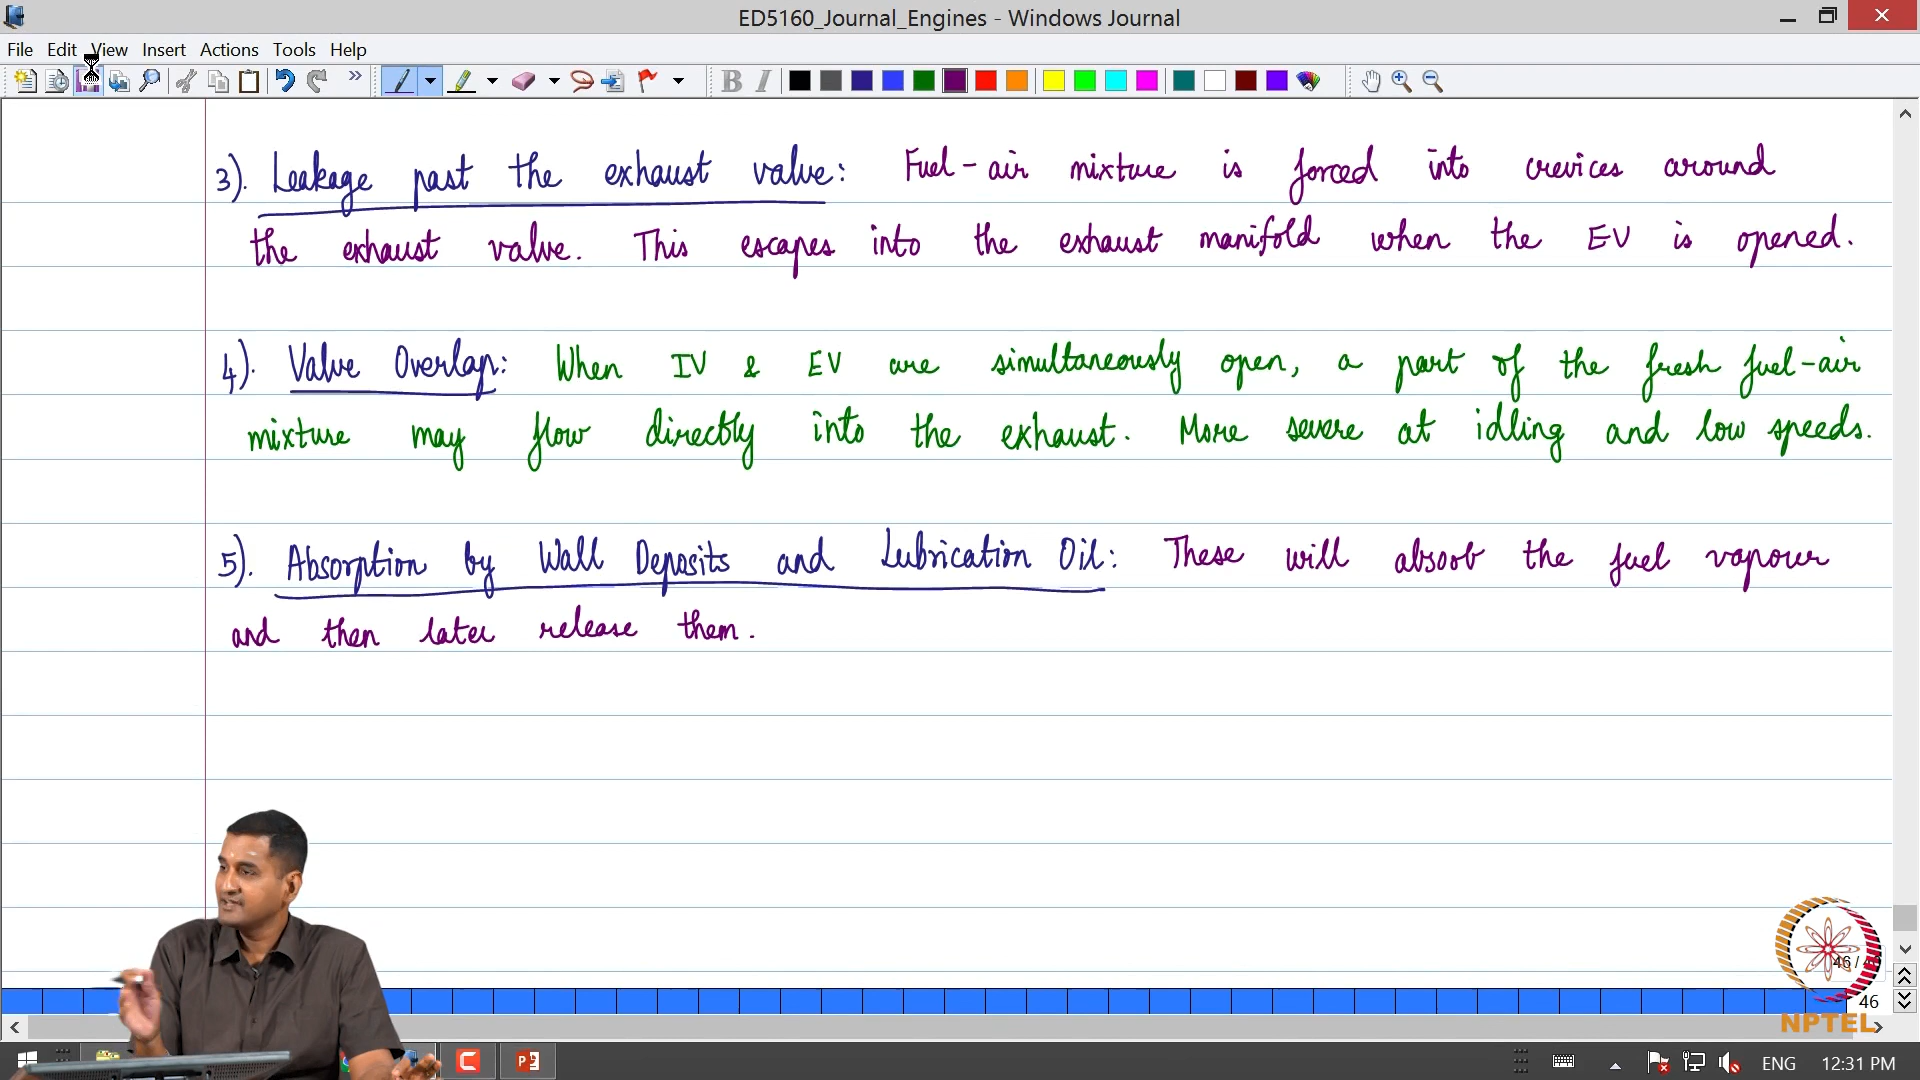 ED5160_Journal_Engines - Windows Journal
File Edit View Insert Actions Tools Help
3). Leakage past the exhaust valve: Fuel-air mixture is forced into crevices around
the exhaust valve. This escapes into the exhaust manifold when the EV is opened.
4). Valve Overlap: When IV & EV are simultaneously open, a part of the fresh fuel-air
mixture may flow directly into the exhaust. More severe at idling and low speeds.
5). Absorption by Wall Deposits and Lubrication Oil: These will absorb the fuel vapour
and then later release them.
46 / 4
46
NPTEL
ENG 12:31 PM